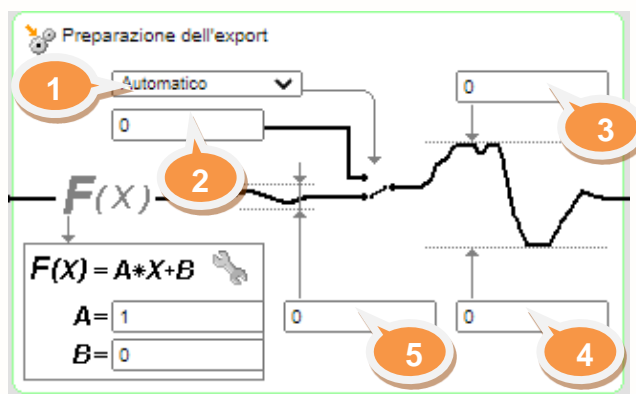 Preparazione dell'export
1
Automatico
0
0
2
3
F(X)
F(X) = A*X+B
A= 1
B= 0
0
0
5
4